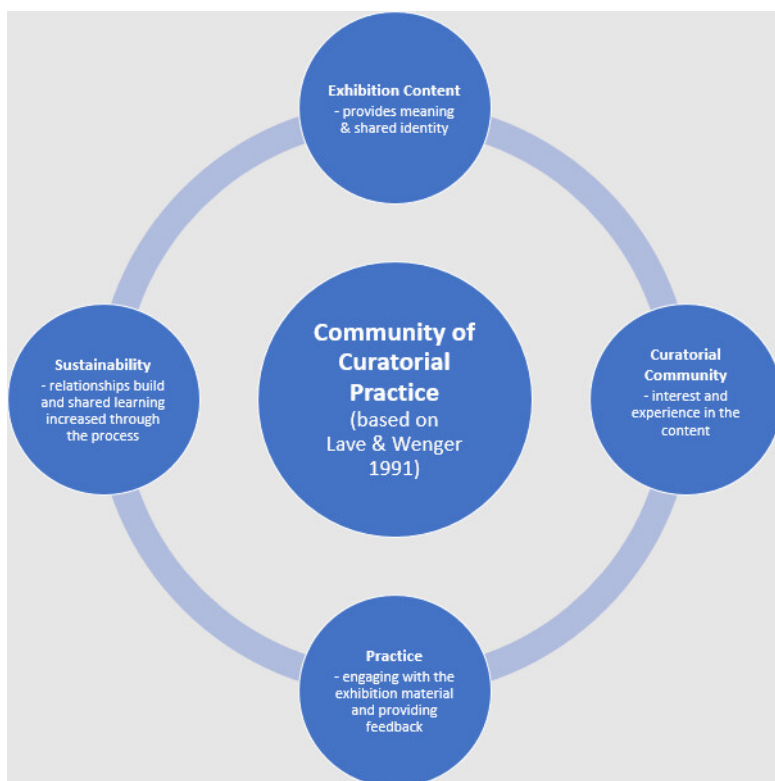 Exhibition Content
- provides meaning
& shared identity
Community of
Curatorial
Practice
(based on
Lave & Wenger
1991)
Sustainability
- relationships build
and shared learning
increased through
the process
Curatorial
Community
- interest and
experience in the
content
Practice
- engaging with the
exhibition material
and providing
feedback